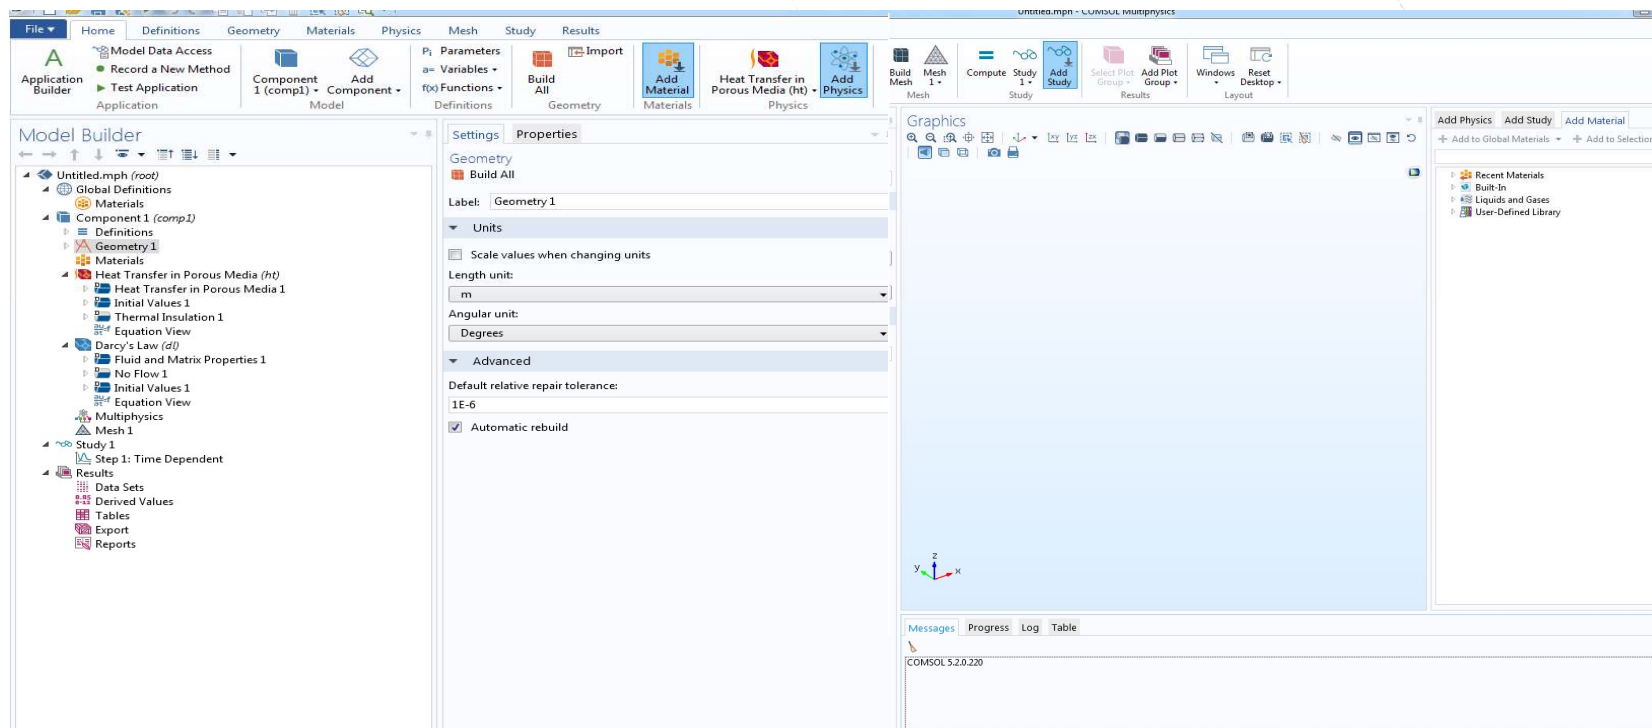 Untitled.mph - COMSOL Multiphysics
File Home Definitions Geometry Materials Physics Mesh Study Results
Application Builder
Model Data Access
Record a New Method
Test Application
Application
Component 1 (comp1)
Add Component
Model
Pi Parameters
a= Variables
f(x) Functions
Definitions
Build All
Import
Geometry
Add Material
Materials
Heat Transfer in Porous Media (ht)
Add Physics
Physics
Build Mesh
Mesh 1
Mesh
Compute
Study 1
Add Study
Study
Select Plot Group
Add Plot Group
Results
Windows
Reset Desktop
Layout
Model Builder
Untitled.mph (root)
Global Definitions
Materials
Component 1 (comp1)
Definitions
Geometry 1
Materials
Heat Transfer in Porous Media (ht)
Heat Transfer in Porous Media 1
Initial Values 1
Thermal Insulation 1
Equation View
Darcy's Law (dl)
Fluid and Matrix Properties 1
No Flow 1
Initial Values 1
Equation View
Multiphysics
Mesh 1
Study 1
Step 1: Time Dependent
Results
Data Sets
Derived Values
Tables
Export
Reports
Settings Properties
Geometry
Build All
Label: Geometry 1
Units
Scale values when changing units
Length unit:
m
Angular unit:
Degrees
Advanced
Default relative repair tolerance:
1E-6
Automatic rebuild
Graphics
z
y
x
Messages Progress Log Table
COMSOL 5.2.0.220
Add Physics Add Study Add Material
Add to Global Materials Add to Selection
Recent Materials
Built-In
Liquids and Gases
User-Defined Library